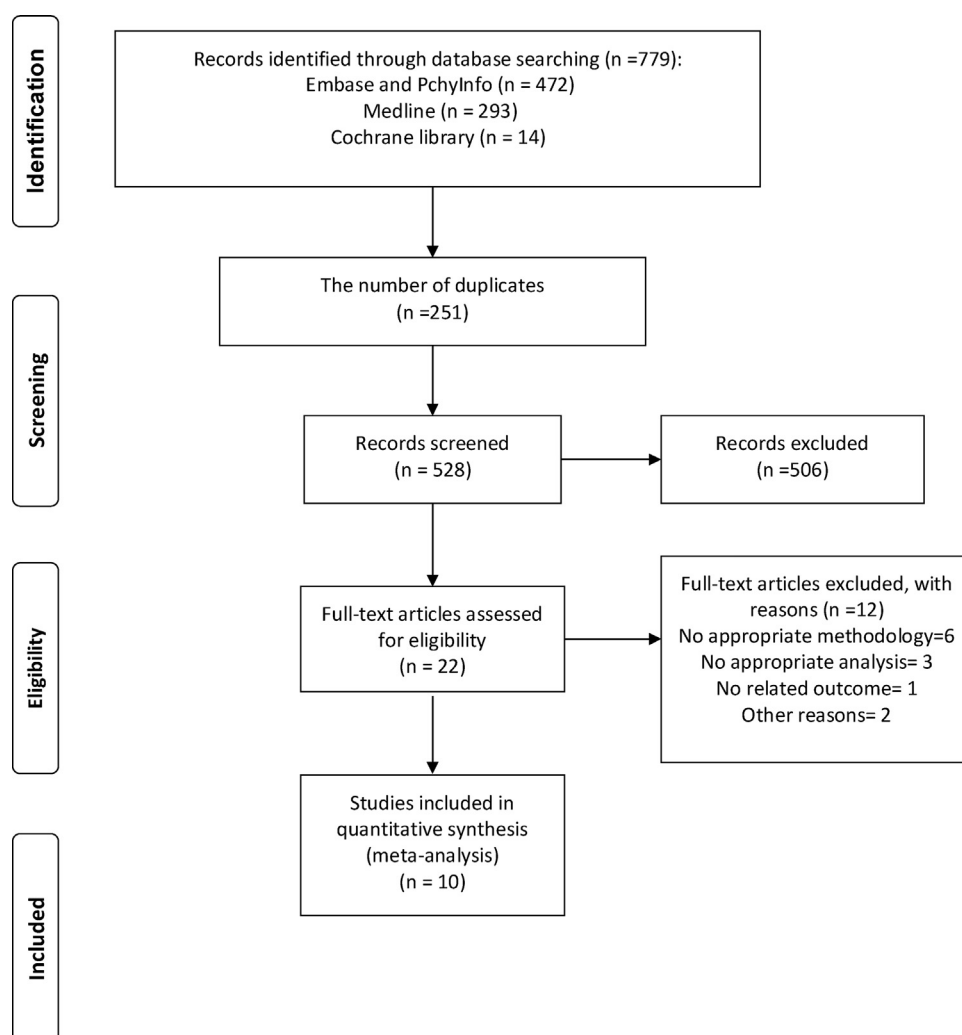 Identification
Records identified through database searching (n =779):
Embase and PchyInfo (n = 472)
Medline (n = 293)
Cochrane library (n = 14)
The number of duplicates
(n =251)
Screening
Records screened
(n = 528)
Records excluded
(n =506)
Eligibility
Full-text articles assessed
for eligibility
(n = 22)
Full-text articles excluded, with
reasons (n =12)
No appropriate methodology=6
No appropriate analysis= 3
No related outcome= 1
Other reasons= 2
Included
Studies included in
quantitative synthesis
(meta-analysis)
(n = 10)